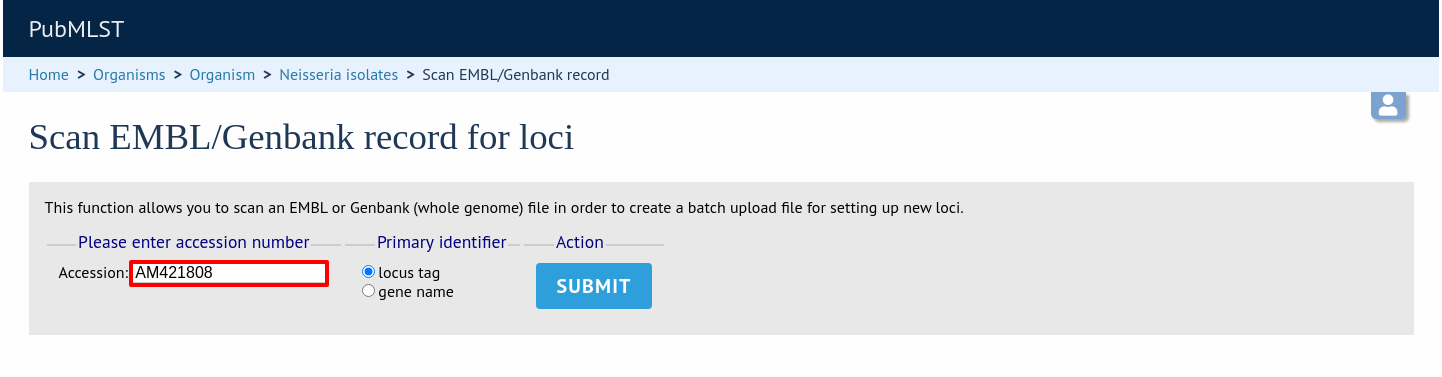 PubMLST
Home > Organisms > Organism > Neisseria isolates > Scan EMBL/Genbank record
Scan EMBL/Genbank record for loci
This function allows you to scan an EMBL or Genbank (whole genome) file in order to create a batch upload file for setting up new loci.
Please enter accession number Primary identifier Action
Accession: AM421808 locus tag
gene name
SUBMIT